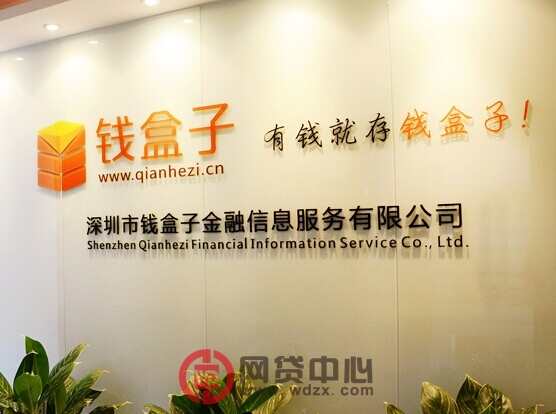 钱盒子
www.qianhezi.cn
有钱就存钱盒子!
深圳市钱盒子金融信息服务有限公司
Shenzhen Qianhezi Financial Information Service Co., Ltd.
网贷中心
www.wdzx.com